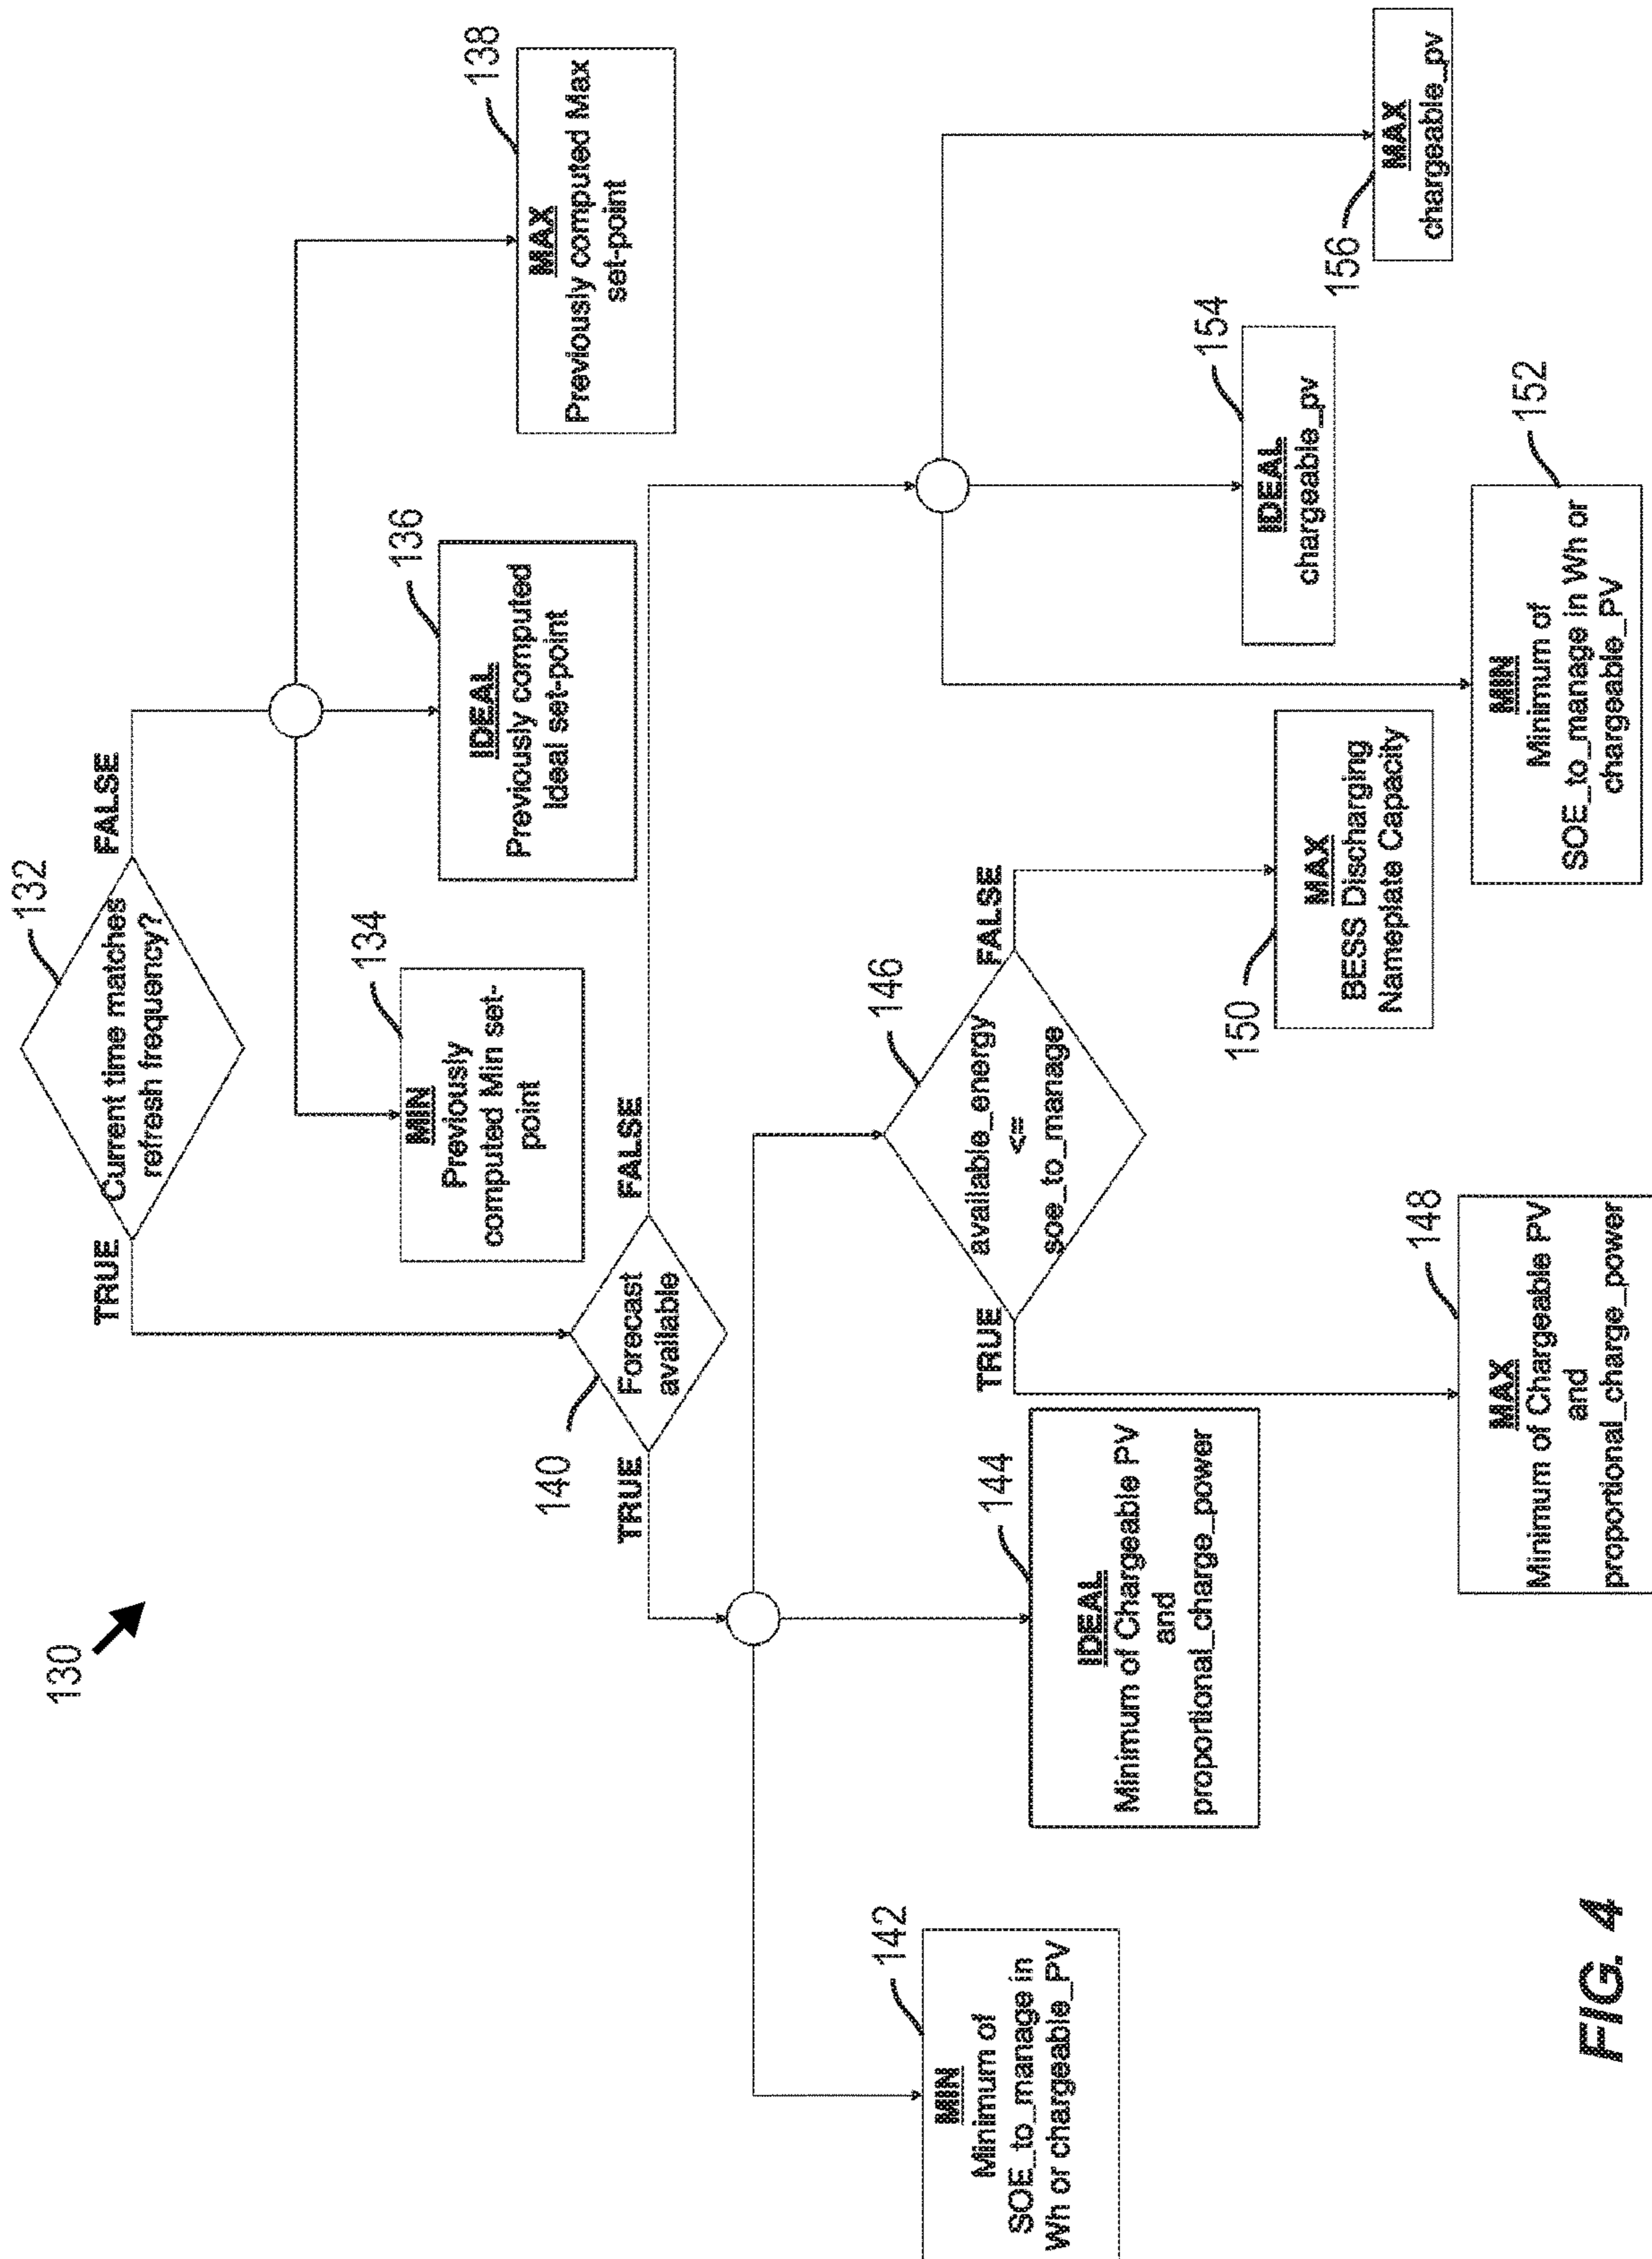 130
132
Current time matches
refresh frequency?
TRUE
FALSE
134
MIN
Previously
computed Min set-
point
136
IDEAL
Previously computed
Ideal set-point
138
MAX
Previously computed Max
set-point
140
Forecast
available
TRUE
FALSE
142
MIN
Minimum of
SOE_to_manage in
Wh or chargeable_PV
144
IDEAL
Minimum of Chargeable PV
and
proportional_charge_power
146
available_energy
<=
soe_to_manage
TRUE
FALSE
148
MAX
Minimum of Chargeable PV
and
proportional_charge_power
150
MAX
BESS Discharging
Nameplate Capacity
152
MIN
Minimum of
SOE_to_manage in Wh or
chargeable_PV
154
IDEAL
chargeable_pv
156
MAX
chargeable_pv
FIG. 4